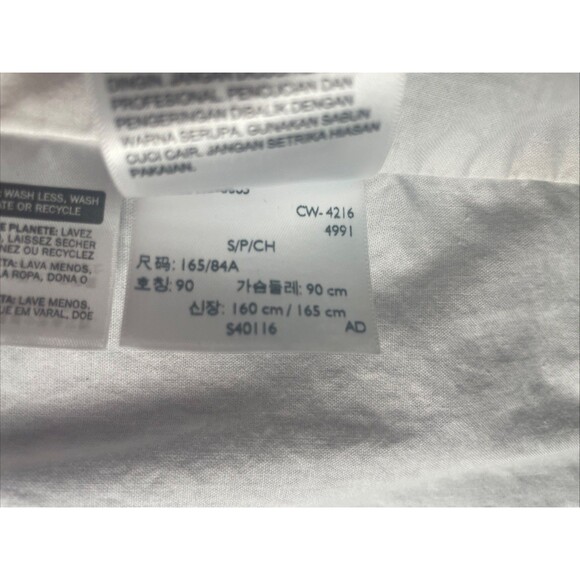 PROFESIONAL. PENCUCIAN DAN
PENGERINGAN DIBALIK DENGAN
WARNA SERUPA, GUNAKAN SABUN
CUCI CAIR. JANGAN SETRIKA HIASAN
PAKAIAN.
: WASH LESS, WASH
ATE OR RECYCLE
E PLANETE: LAVEZ
, LAISSEZ SECHER
NEZ OU RECYCLEZ
TA: LAVA MENOS,
LA ROPA, DONA O
TA: LAVE MENOS,
UE EM VARAL, DOE
CW-4216
4991
S/P/CH
尺码: 165/84A
호칭: 90 가슴둘레: 90 cm
신장: 160 cm / 165 cm
S40116 AD